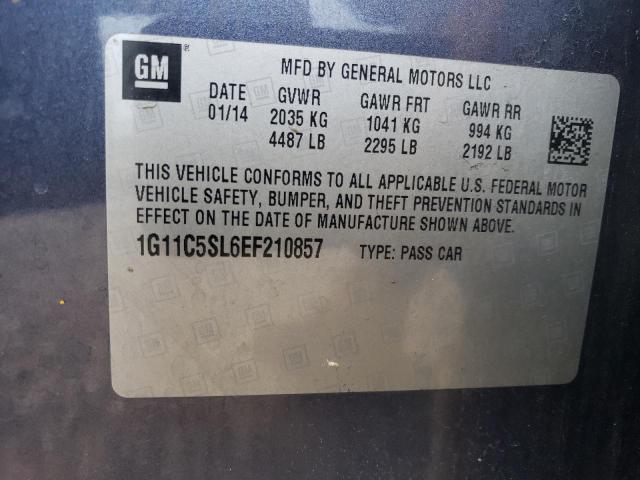 GM
MFD BY GENERAL MOTORS LLC
DATE GVWR GAWR FRT GAWR RR
01/14 2035 KG 1041 KG 994 KG
4487 LB 2295 LB 2192 LB
THIS VEHICLE CONFORMS TO ALL APPLICABLE U.S. FEDERAL MOTOR
VEHICLE SAFETY, BUMPER, AND THEFT PREVENTION STANDARDS IN
EFFECT ON THE DATE OF MANUFACTURE SHOWN ABOVE.
1G11C5SL6EF210857 TYPE: PASS CAR